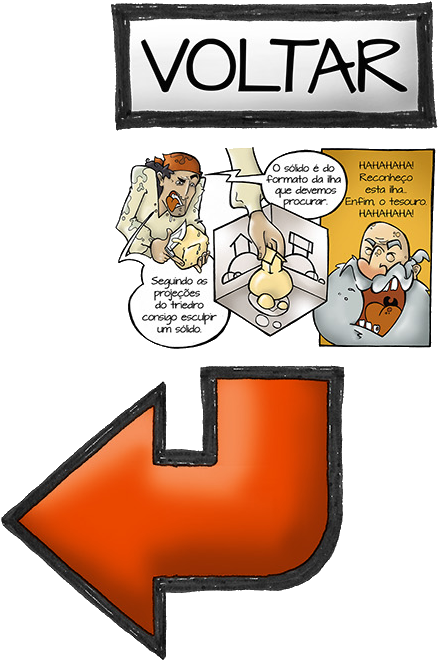 VOLTAR
O sólido é do
formato da ilha
que devemos
procurar.
HAHAHAHA!
Reconheço
esta ilha..
Enfim, o tesouro.
HAHAHAHA!
Seguindo as
projeções
do triedro
consigo esculpir
um sólido.